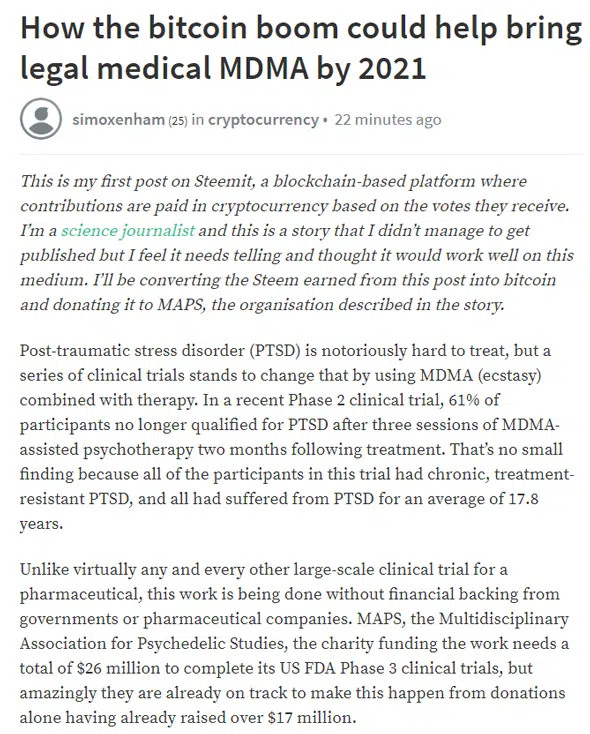 How the bitcoin boom could help bring
legal medical MDMA by 2021
simoxenham (25) in cryptocurrency • 22 minutes ago
This is my first post on Steemit, a blockchain-based platform where
contributions are paid in cryptocurrency based on the votes they receive.
I'm a science journalist and this is a story that I didn't manage to get
published but I feel it needs telling and thought it would work well on this
medium. I'll be converting the Steem earned from this post into bitcoin
and donating it to MAPS, the organisation described in the story.
Post-traumatic stress disorder (PTSD) is notoriously hard to treat, but a
series of clinical trials stands to change that by using MDMA (ecstasy)
combined with therapy. In a recent Phase 2 clinical trial, 61% of
participants no longer qualified for PTSD after three sessions of MDMA-
assisted psychotherapy two months following treatment. That's no small
finding because all of the participants in this trial had chronic, treatment-
resistant PTSD, and all had suffered from PTSD for an average of 17.8
years.
Unlike virtually any and every other large-scale clinical trial for a
pharmaceutical, this work is being done without financial backing from
governments or pharmaceutical companies. MAPS, the Multidisciplinary
Association for Psychedelic Studies, the charity funding the work needs a
total of $26 million to complete its US FDA Phase 3 clinical trials, but
amazingly they are already on track to make this happen from donations
alone having already raised over $17 million.